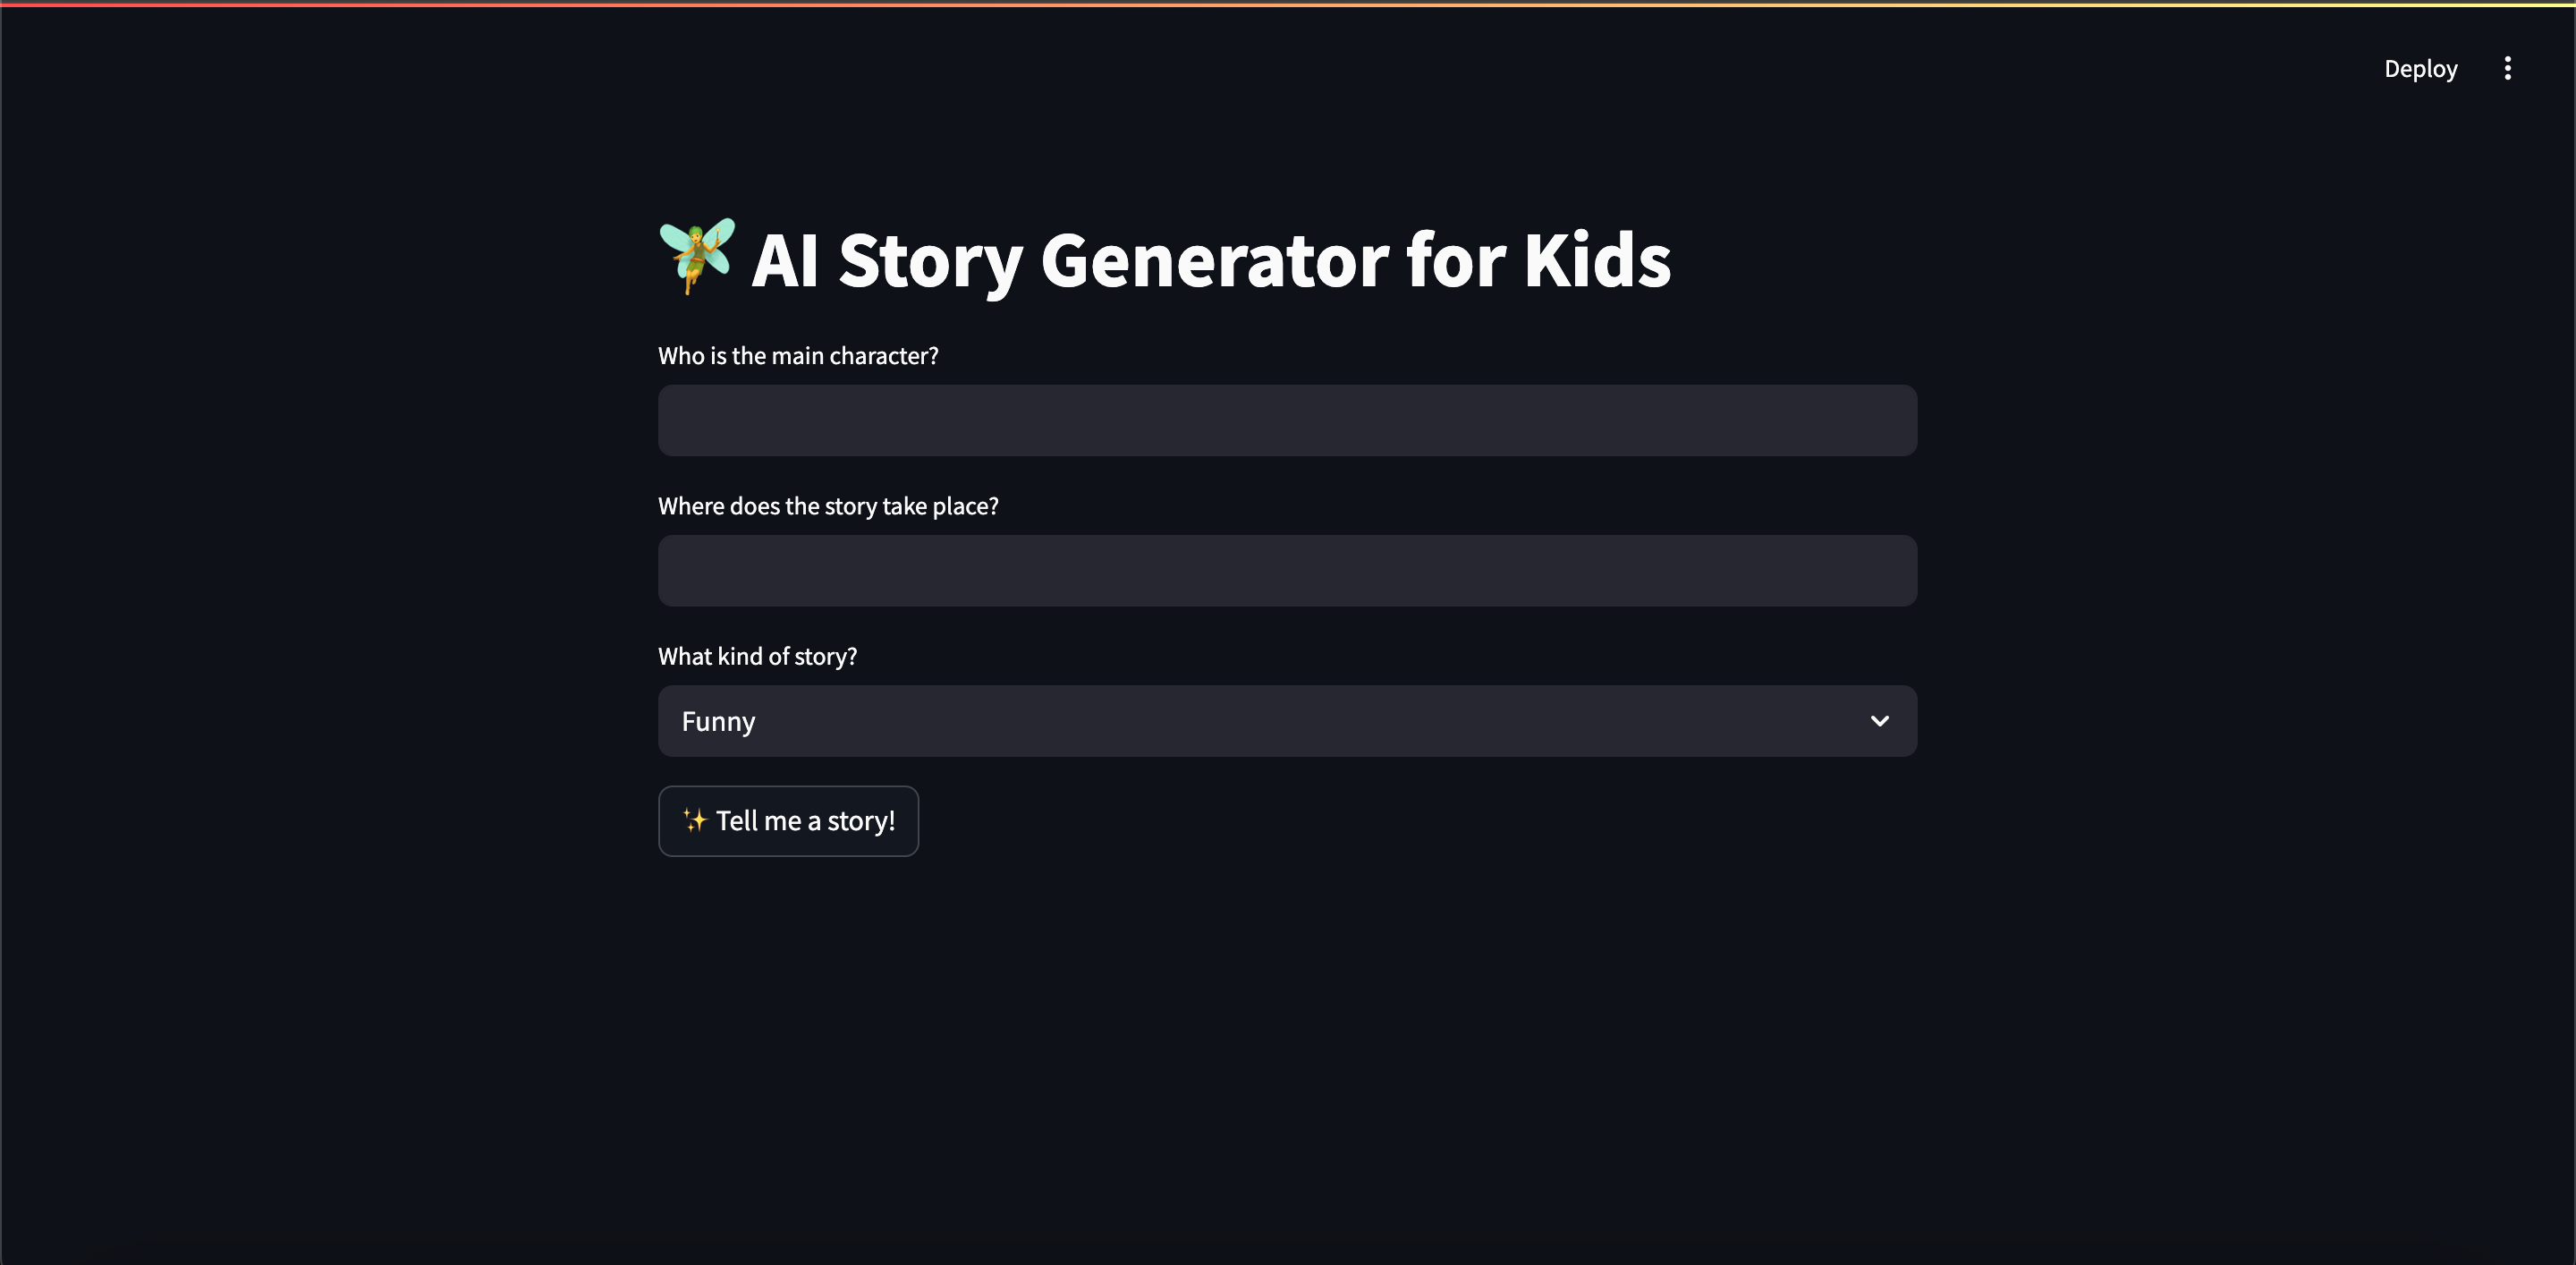 Deploy
🧚 AI Story Generator for Kids
Who is the main character?
Where does the story take place?
What kind of story?
Funny
✨ Tell me a story!